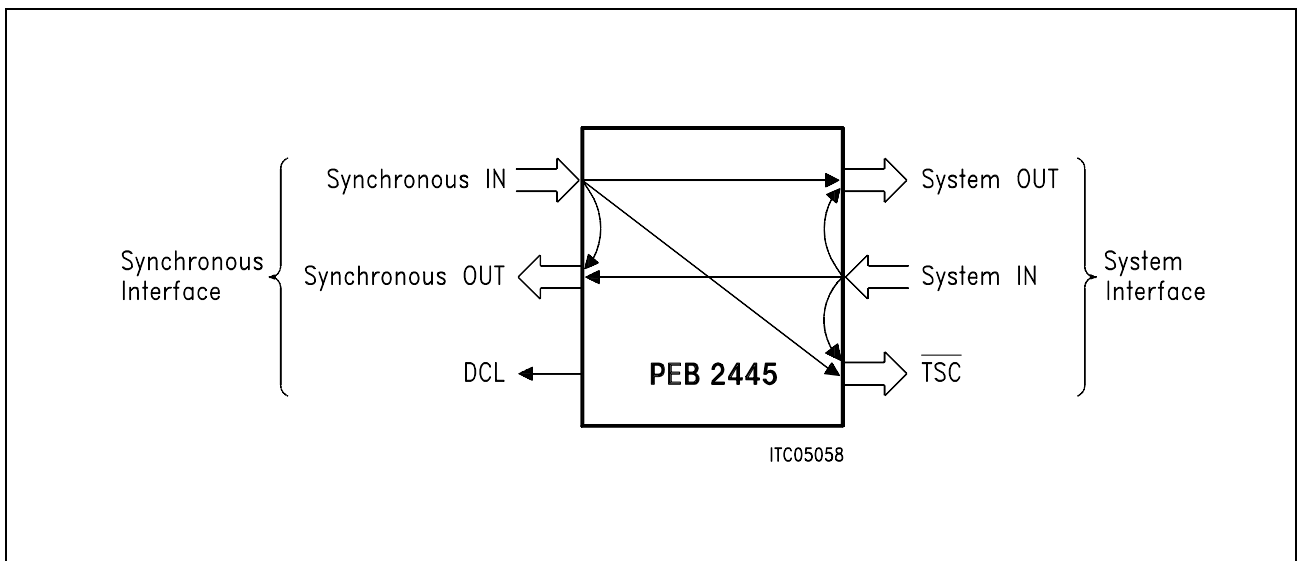 Synchronous IN
System OUT
Synchronous
Interface
Synchronous OUT
System IN
System
Interface
DCL
PEB 2445
TSC
ITC05058